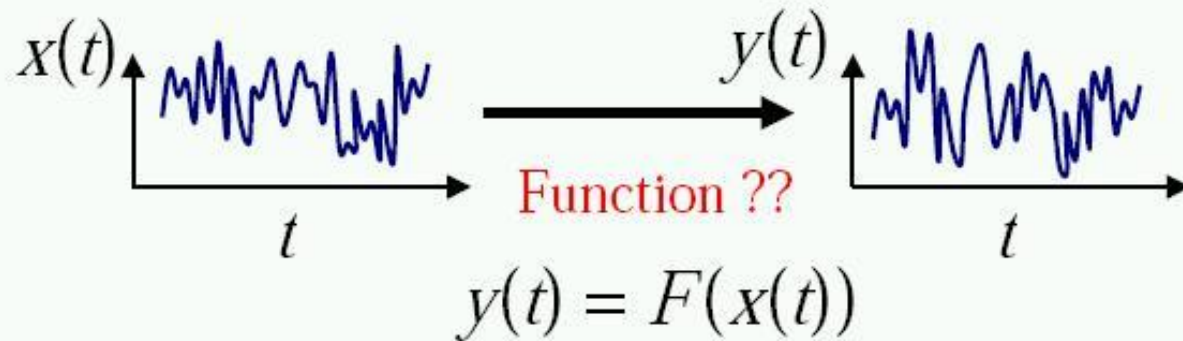 x(t)
y(t)
Function ??
t
t
y(t) = F(x(t))